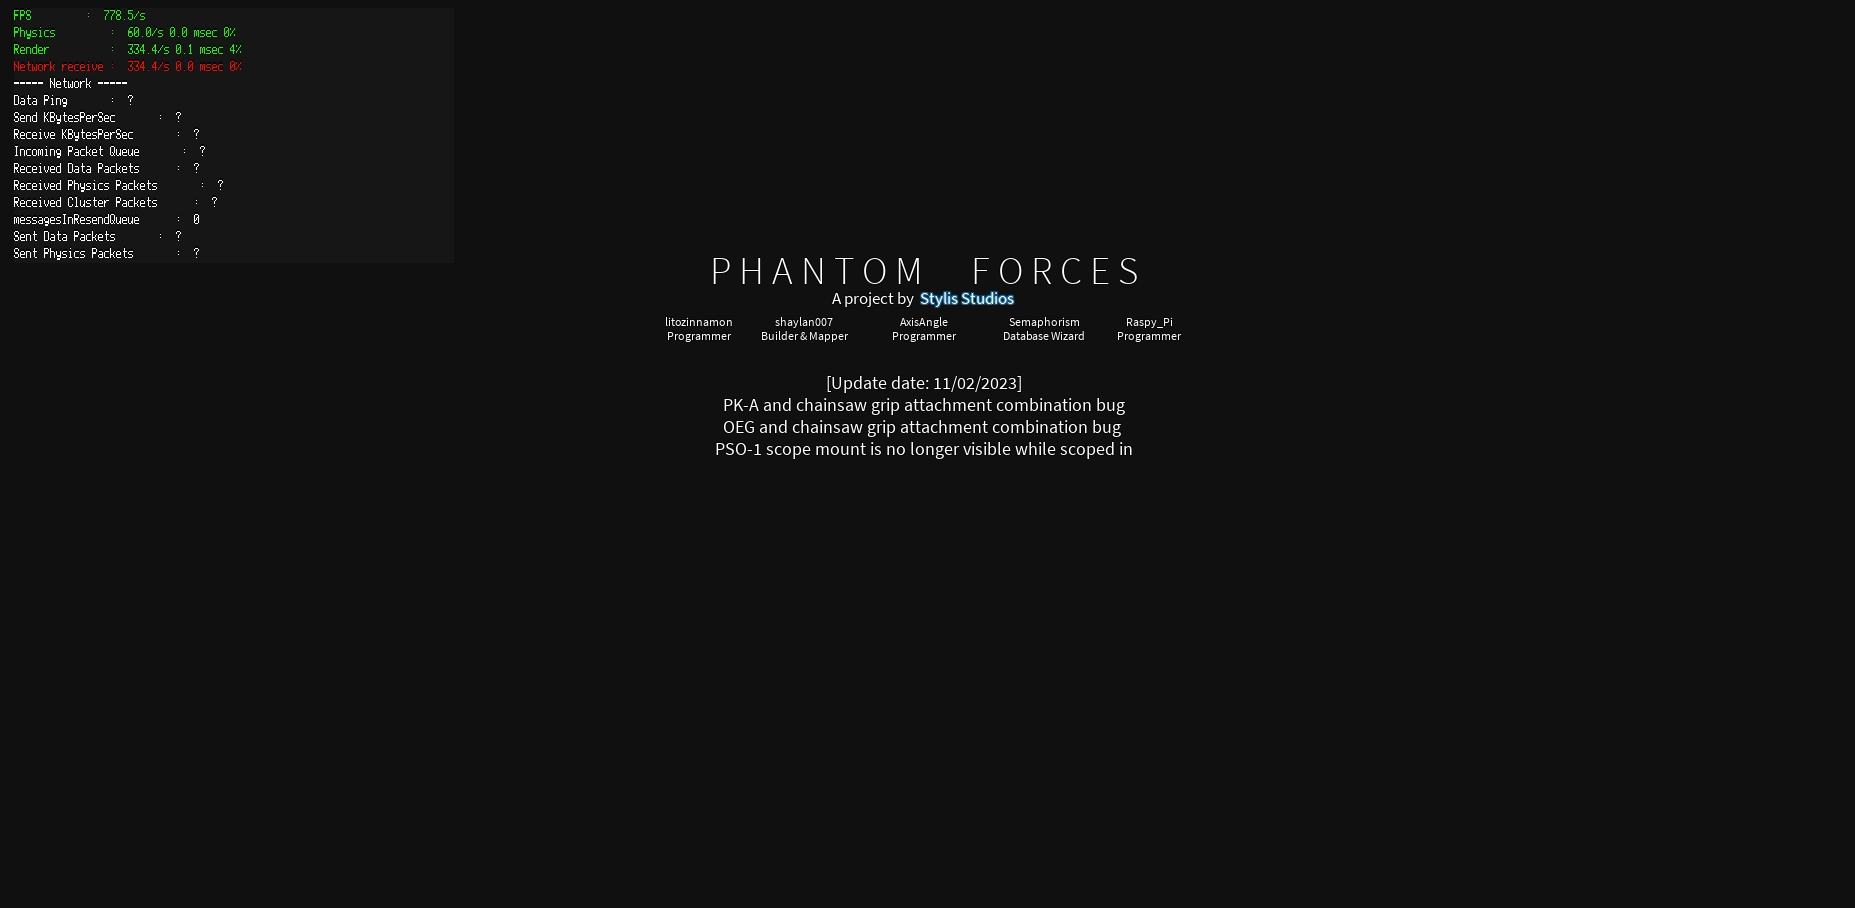 FPS : 778.5/s
Physics : 60.0/s 0.0 msec 0%
Render : 334.4/s 0.1 msec 4%
Network receive : 334.4/s 0.0 msec 0%
----- Network -----
Data Ping : ?
Send KBytesPerSec : ?
Receive KBytesPerSec : ?
Incoming Packet Queue : ?
Received Data Packets : ?
Received Physics Packets : ?
Received Cluster Packets : ?
messagesInResendQueue : 0
Sent Data Packets : ?
Sent Physics Packets : ?
PHANTOM FORCES
A project by Stylis Studios
litozinnamon shaylan007 AxisAngle Semaphorism Raspy_Pi
Programmer Builder & Mapper Programmer Database Wizard Programmer
[Update date: 11/02/2023]
PK-A and chainsaw grip attachment combination bug
OEG and chainsaw grip attachment combination bug
PSO-1 scope mount is no longer visible while scoped in